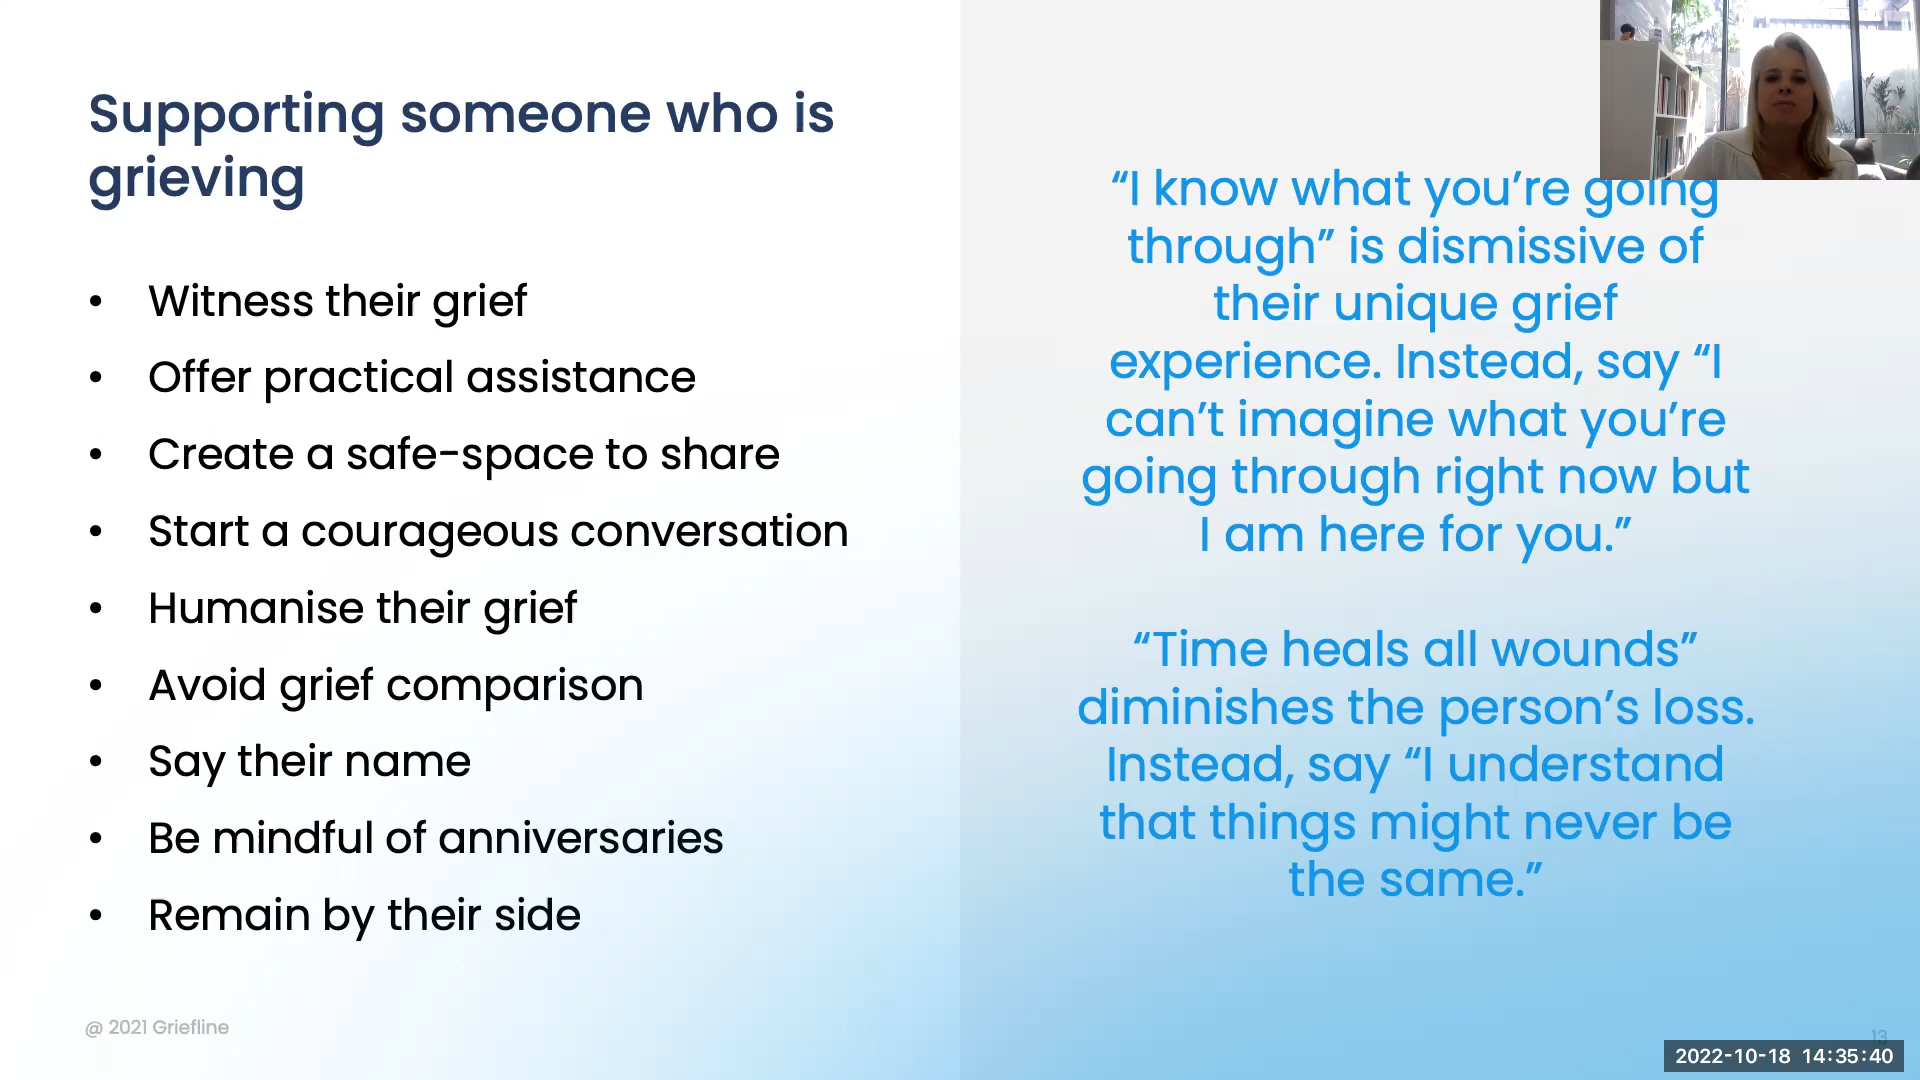 Supporting someone who is
grieving
• Witness their grief
• Offer practical assistance
• Create a safe-space to share
• Start a courageous conversation
• Humanise their grief
• Avoid grief comparison
• Say their name
• Be mindful of anniversaries
• Remain by their side
“I know what you’re going
through” is dismissive of
their unique grief
experience. Instead, say “I
can’t imagine what you’re
going through right now but
I am here for you.”
“Time heals all wounds”
diminishes the person’s loss.
Instead, say “I understand
that things might never be
the same.”
@ 2021 Griefline
13
2022-10-18 14:35:40